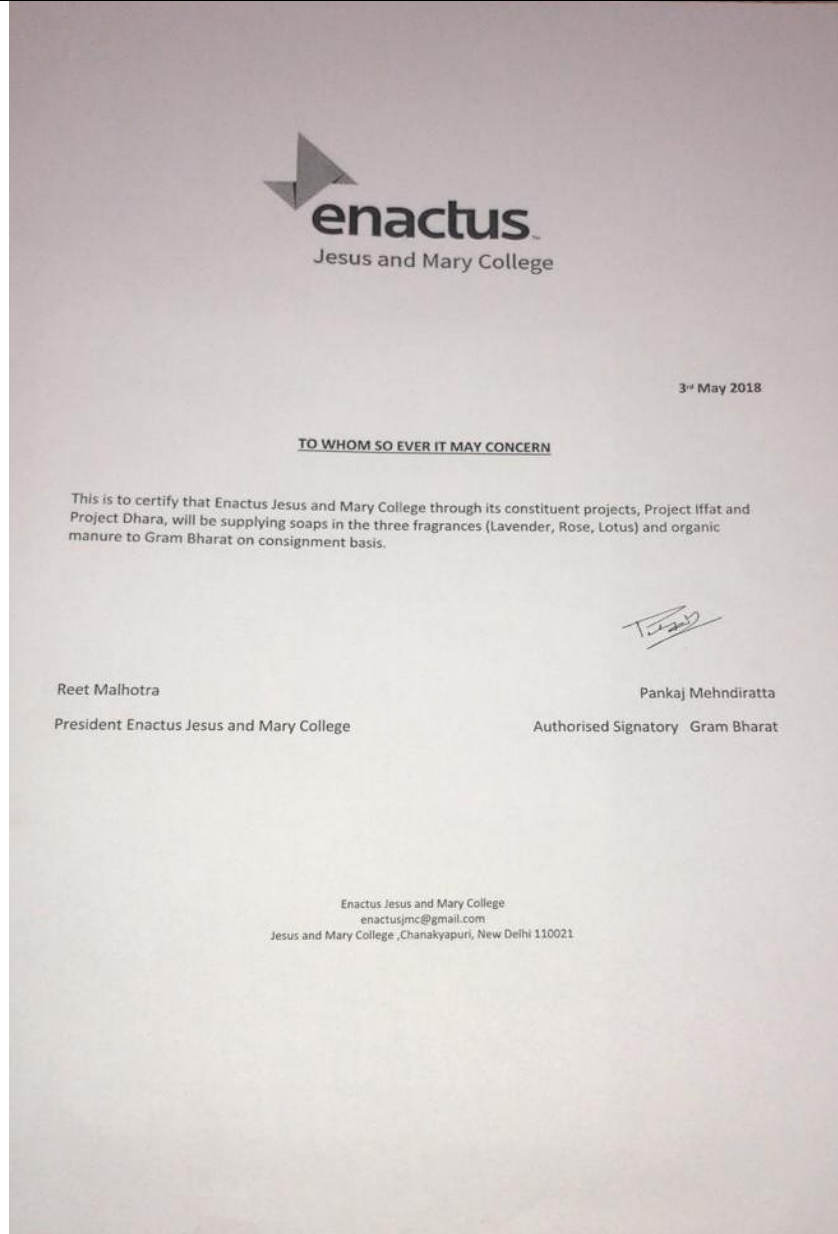 enactus™
Jesus and Mary College
3rd May 2018
TO WHOM SO EVER IT MAY CONCERN
This is to certify that Enactus Jesus and Mary College through its constituent projects, Project Iffat and
Project Dhara, will be supplying soaps in the three fragrances (Lavender, Rose, Lotus) and organic
manure to Gram Bharat on consignment basis.
Reet Malhotra
Pankaj Mehndiratta
President Enactus Jesus and Mary College
Authorised Signatory Gram Bharat
Enactus Jesus and Mary College
enactusjmc@gmail.com
Jesus and Mary College ,Chanakyapuri, New Delhi 110021